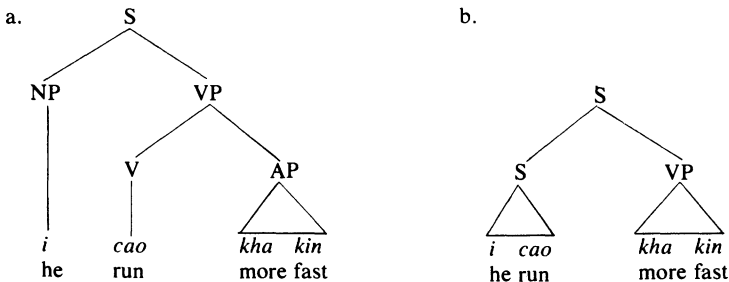 a. S b.
NP VP S
V AP S VP
i cao kha kin i cao kha kin
he run more fast he run more fast